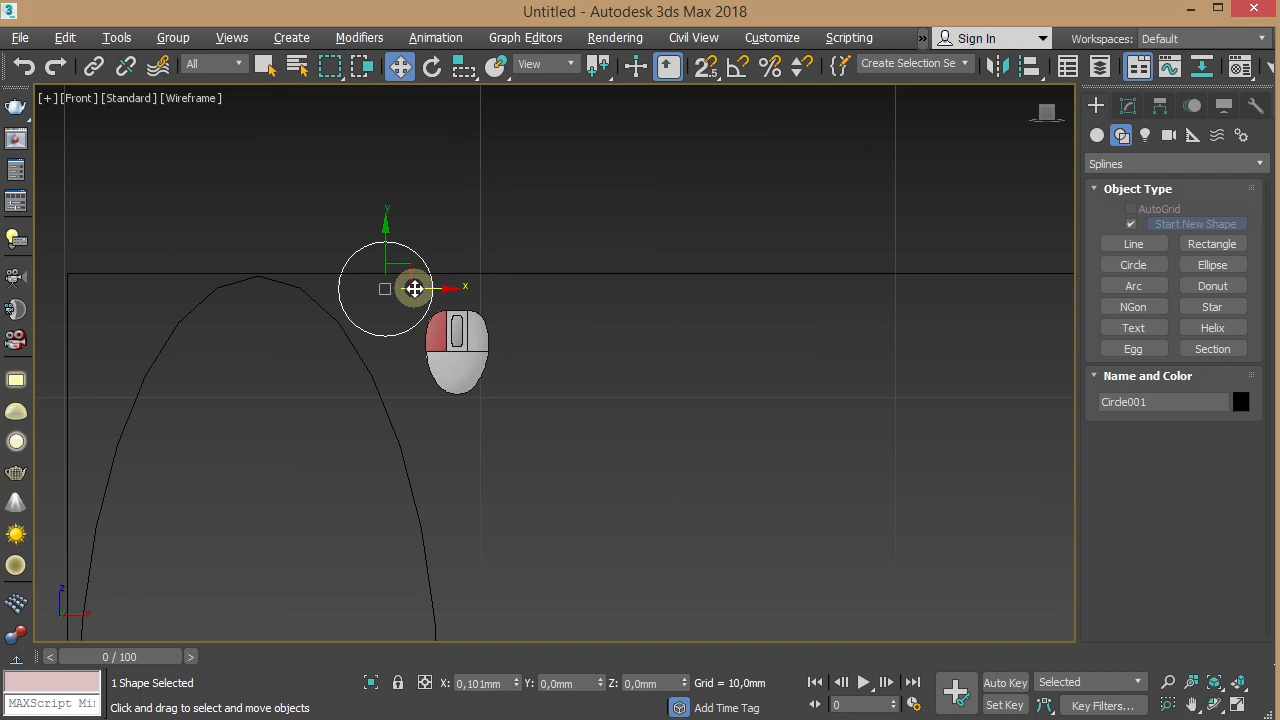 3 Untitled - Autodesk 3ds Max 2018
File Edit Tools Group Views Create Modifiers Animation Graph Editors Rendering Civil View Customize Scripting » Sign In Workspaces: Default
All View 2.5 % Create Selection Se
[+] [Front] [Standard] [Wireframe]
Splines
Object Type
AutoGrid
Start New Shape
Line Rectangle
Circle Ellipse
Arc Donut
NGon Star
Text Helix
Egg Section
Name and Color
Circle001
y
x
z
x
< 0 / 100 >
1 Shape Selected X: 0,101mm Y: 0,0mm Z: 0,0mm Grid = 10,0mm Auto Key Selected
MAXScript Mi Click and drag to select and move objects Add Time Tag 0 Set Key Key Filters...